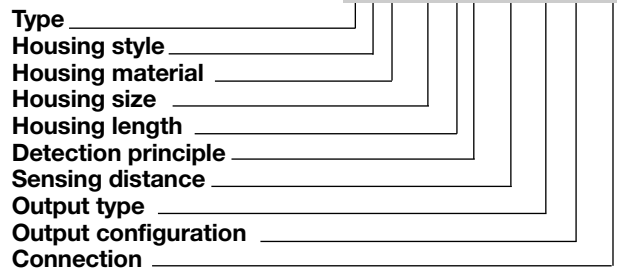 Type
Housing style
Housing material
Housing size
Housing length
Detection principle
Sensing distance
Output type
Output configuration
Connection